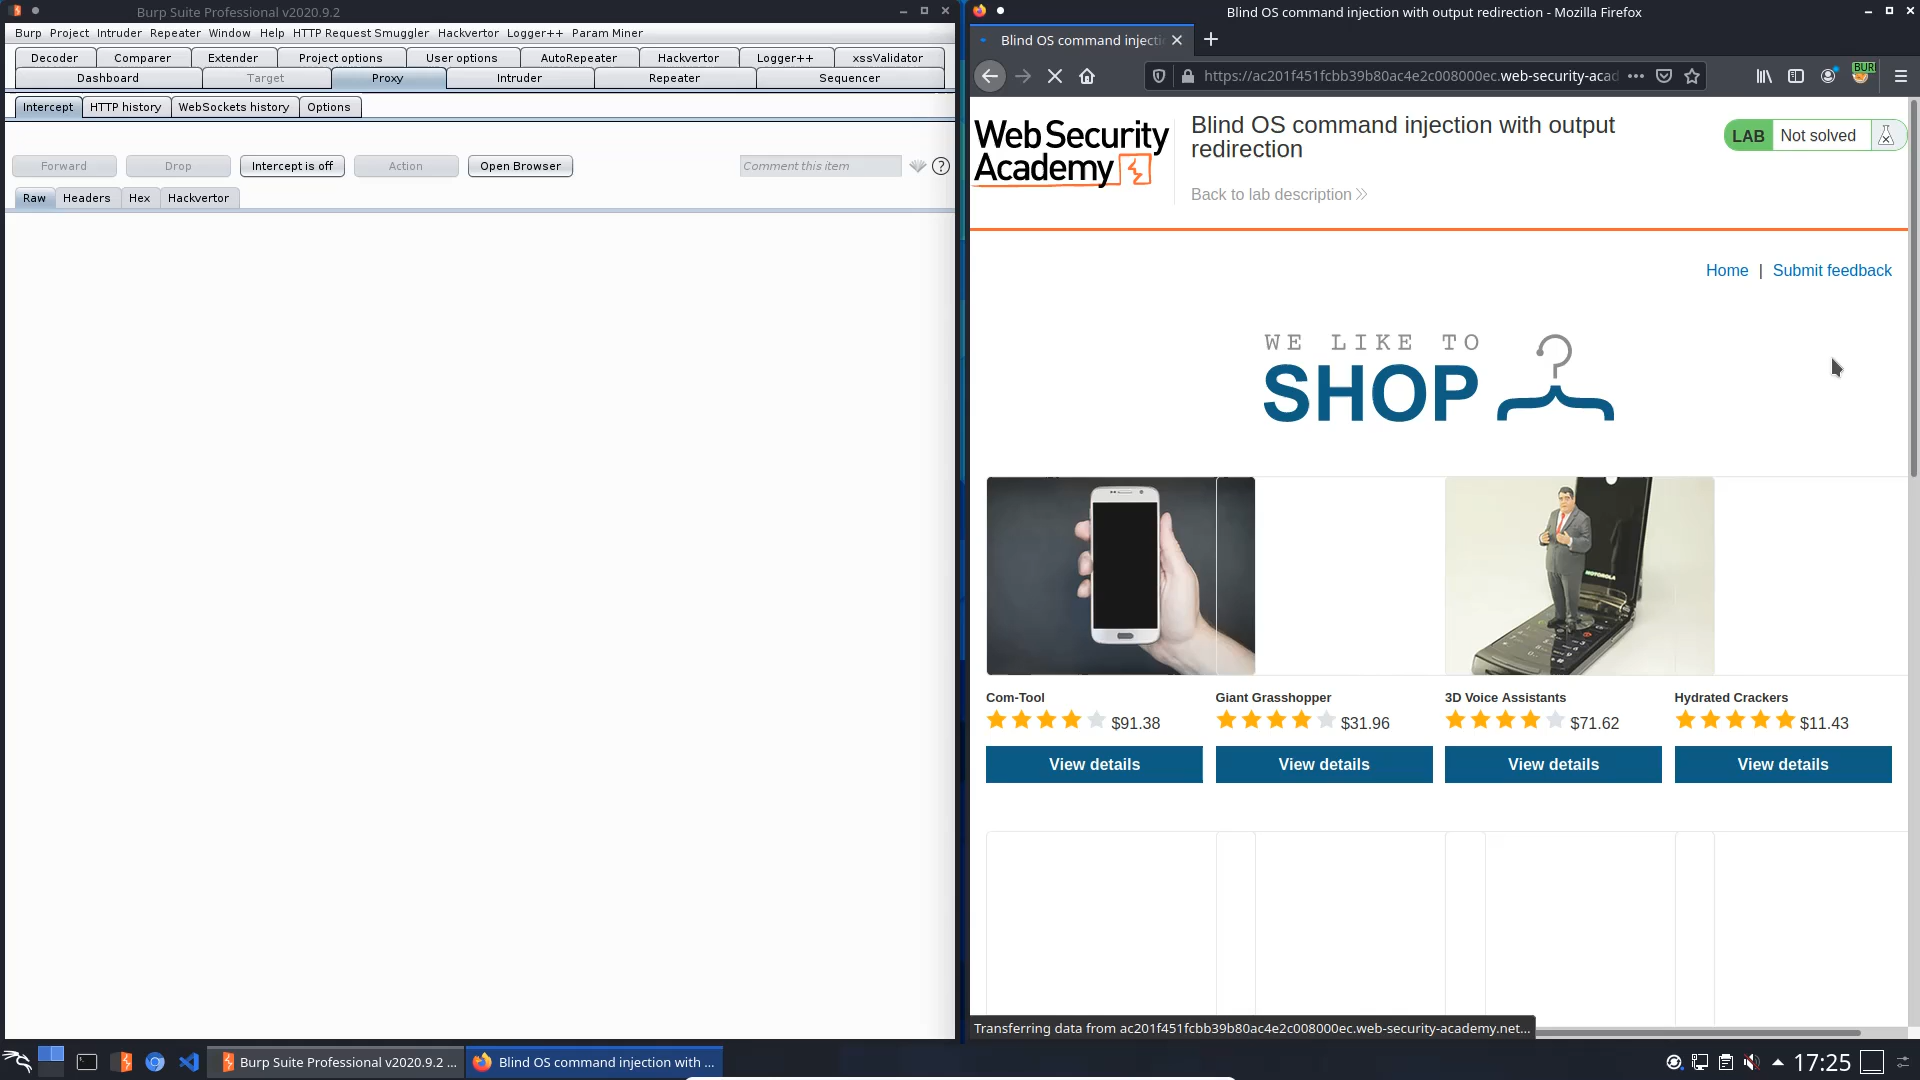 Burp Suite Professional v2020.9.2
Burp Project Intruder Repeater Window Help HTTP Request Smuggler Hackvertor Logger++ Param Miner
Decoder Comparer Extender Project options User options AutoRepeater Hackvertor Logger++ xssValidator
Dashboard Target Proxy Intruder Repeater Sequencer
Intercept HTTP history WebSockets history Options
Forward Drop Intercept is off Action Open Browser Comment this item ?
Raw Headers Hex Hackvertor
Blind OS command injection with output redirection - Mozilla Firefox
Blind OS command injecti
https://ac201f451fcbb39b80ac4e2c008000ec.web-security-acad
BUR
Web Security
Academy
Blind OS command injection with output
redirection
Back to lab description
LAB Not solved
Home | Submit feedback
WE LIKE TO
SHOP
MOTOROLA
Com-Tool Giant Grasshopper 3D Voice Assistants Hydrated Crackers
$91.38 $31.96 $71.62 $11.43
View details View details View details View details
Transferring data from ac201f451fcbb39b80ac4e2c008000ec.web-security-academy.net...
Burp Suite Professional v2020.9.2 ... Blind OS command injection with ... 17:25